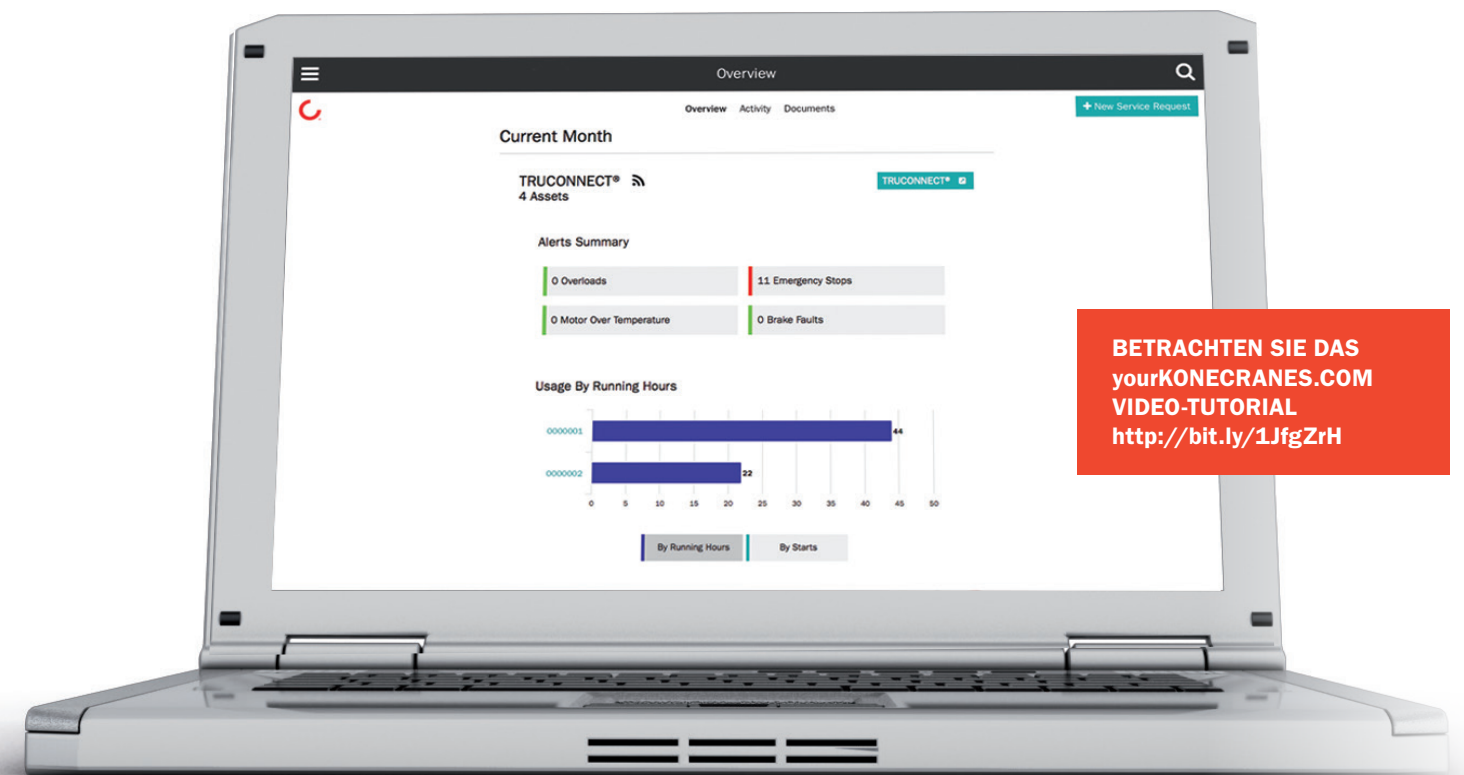 Overview
Overview Activity Documents
+ New Service Request
Current Month
TRUCONNECT®
TRUCONNECT®
4 Assets
Alerts Summary
0 Overloads
11 Emergency Stops
0 Motor Over Temperature
0 Brake Faults
Usage By Running Hours
0000001
44
0000002
22
0 5 10 15 20 25 30 35 40 45 50
By Running Hours
By Starts
BETRACHTEN SIE DAS
yourKONECRANES.COM
VIDEO-TUTORIAL
http://bit.ly/1JfgZrH